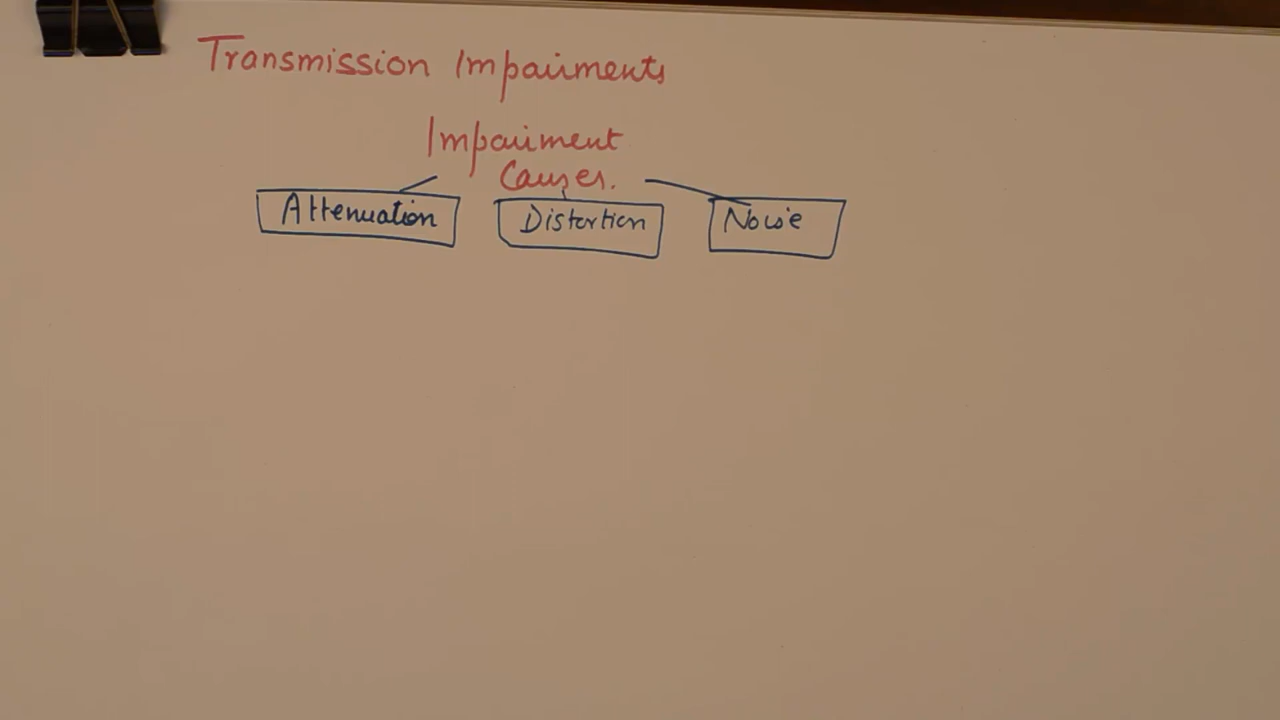 Transmission Impairments
Impairment
Causes.
Attenuation Distortion Noise